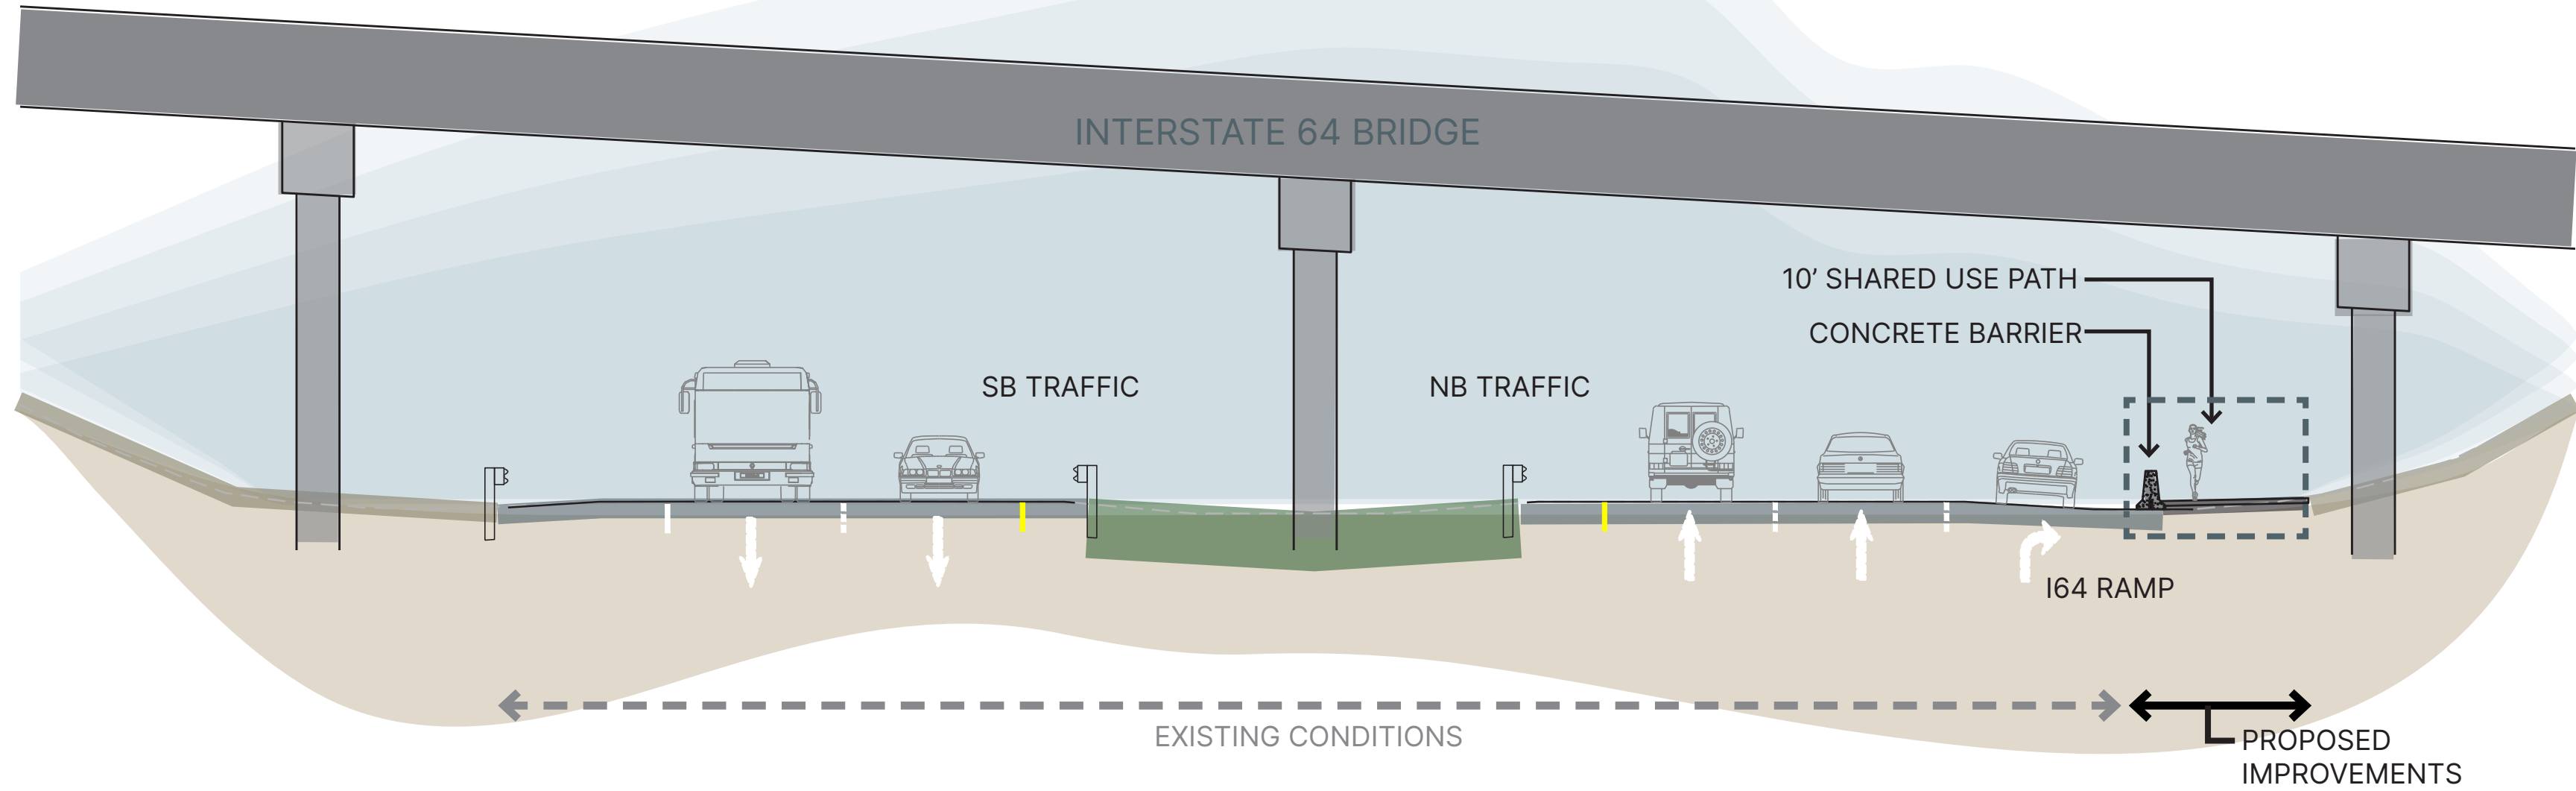 INTERSTATE 64 BRIDGE
10’ SHARED USE PATH
CONCRETE BARRIER
SB TRAFFIC
NB TRAFFIC
I64 RAMP
EXISTING CONDITIONS
PROPOSED
IMPROVEMENTS